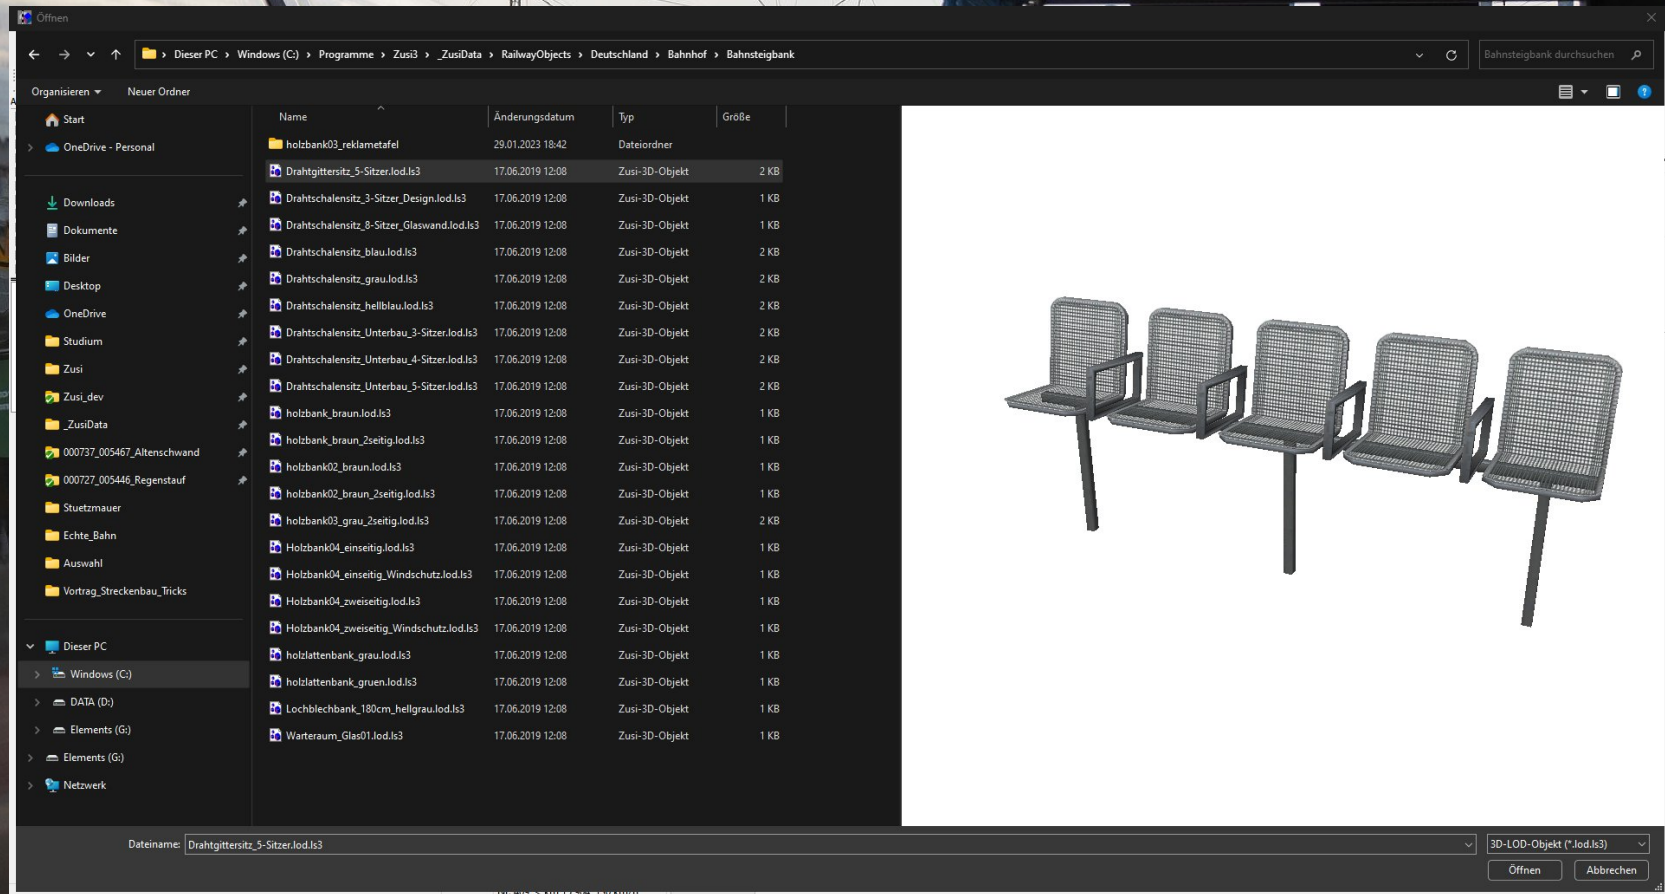 Öffnen
Dieser PC > Windows (C:) > Programme > Zusi3 > _ZusiData > RailwayObjects > Deutschland > Bahnhof > Bahnsteigbank
Bahnsteigbank durchsuchen
Organisieren
Neuer Ordner
Start
OneDrive - Personal
Downloads
Dokumente
Bilder
Desktop
OneDrive
Studium
Zusi
Zusi_dev
_ZusiData
000737_005467_Altenschwand
000727_005446_Regenstauf
Stuetzmauer
Echte_Bahn
Auswahl
Vortrag_Streckenbau_Tricks
Dieser PC
Windows (C:)
DATA (D:)
Elements (G:)
Elements (G:)
Netzwerk
Name Änderungsdatum Typ Größe
holzbank03_reklametafel 29.01.2023 18:42 Dateiordner
Drahtgittersitz_5-Sitzer.lod.ls3 17.06.2019 12:08 Zusi-3D-Objekt 2 KB
Drahtschalensitz_3-Sitzer_Design.lod.ls3 17.06.2019 12:08 Zusi-3D-Objekt 1 KB
Drahtschalensitz_8-Sitzer_Glaswand.lod.ls3 17.06.2019 12:08 Zusi-3D-Objekt 1 KB
Drahtschalensitz_blau.lod.ls3 17.06.2019 12:08 Zusi-3D-Objekt 2 KB
Drahtschalensitz_grau.lod.ls3 17.06.2019 12:08 Zusi-3D-Objekt 2 KB
Drahtschalensitz_hellblau.lod.ls3 17.06.2019 12:08 Zusi-3D-Objekt 2 KB
Drahtschalensitz_Unterbau_3-Sitzer.lod.ls3 17.06.2019 12:08 Zusi-3D-Objekt 2 KB
Drahtschalensitz_Unterbau_4-Sitzer.lod.ls3 17.06.2019 12:08 Zusi-3D-Objekt 2 KB
Drahtschalensitz_Unterbau_5-Sitzer.lod.ls3 17.06.2019 12:08 Zusi-3D-Objekt 2 KB
holzbank_braun.lod.ls3 17.06.2019 12:08 Zusi-3D-Objekt 1 KB
holzbank_braun_2seitig.lod.ls3 17.06.2019 12:08 Zusi-3D-Objekt 1 KB
holzbank02_braun.lod.ls3 17.06.2019 12:08 Zusi-3D-Objekt 1 KB
holzbank02_braun_2seitig.lod.ls3 17.06.2019 12:08 Zusi-3D-Objekt 1 KB
holzbank03_grau_2seitig.lod.ls3 17.06.2019 12:08 Zusi-3D-Objekt 2 KB
Holzbank04_einseitig.lod.ls3 17.06.2019 12:08 Zusi-3D-Objekt 1 KB
Holzbank04_einseitig_Windschutz.lod.ls3 17.06.2019 12:08 Zusi-3D-Objekt 1 KB
Holzbank04_zweiseitig.lod.ls3 17.06.2019 12:08 Zusi-3D-Objekt 1 KB
Holzbank04_zweiseitig_Windschutz.lod.ls3 17.06.2019 12:08 Zusi-3D-Objekt 1 KB
holzlattenbank_grau.lod.ls3 17.06.2019 12:08 Zusi-3D-Objekt 1 KB
holzlattenbank_gruen.lod.ls3 17.06.2019 12:08 Zusi-3D-Objekt 1 KB
Lochblechbank_180cm_hellgrau.lod.ls3 17.06.2019 12:08 Zusi-3D-Objekt 1 KB
Warteraum_Glas01.lod.ls3 17.06.2019 12:08 Zusi-3D-Objekt 1 KB
Dateiname: Drahtgittersitz_5-Sitzer.lod.ls3
3D-LOD-Objekt (*.lod.ls3)
Öffnen
Abbrechen